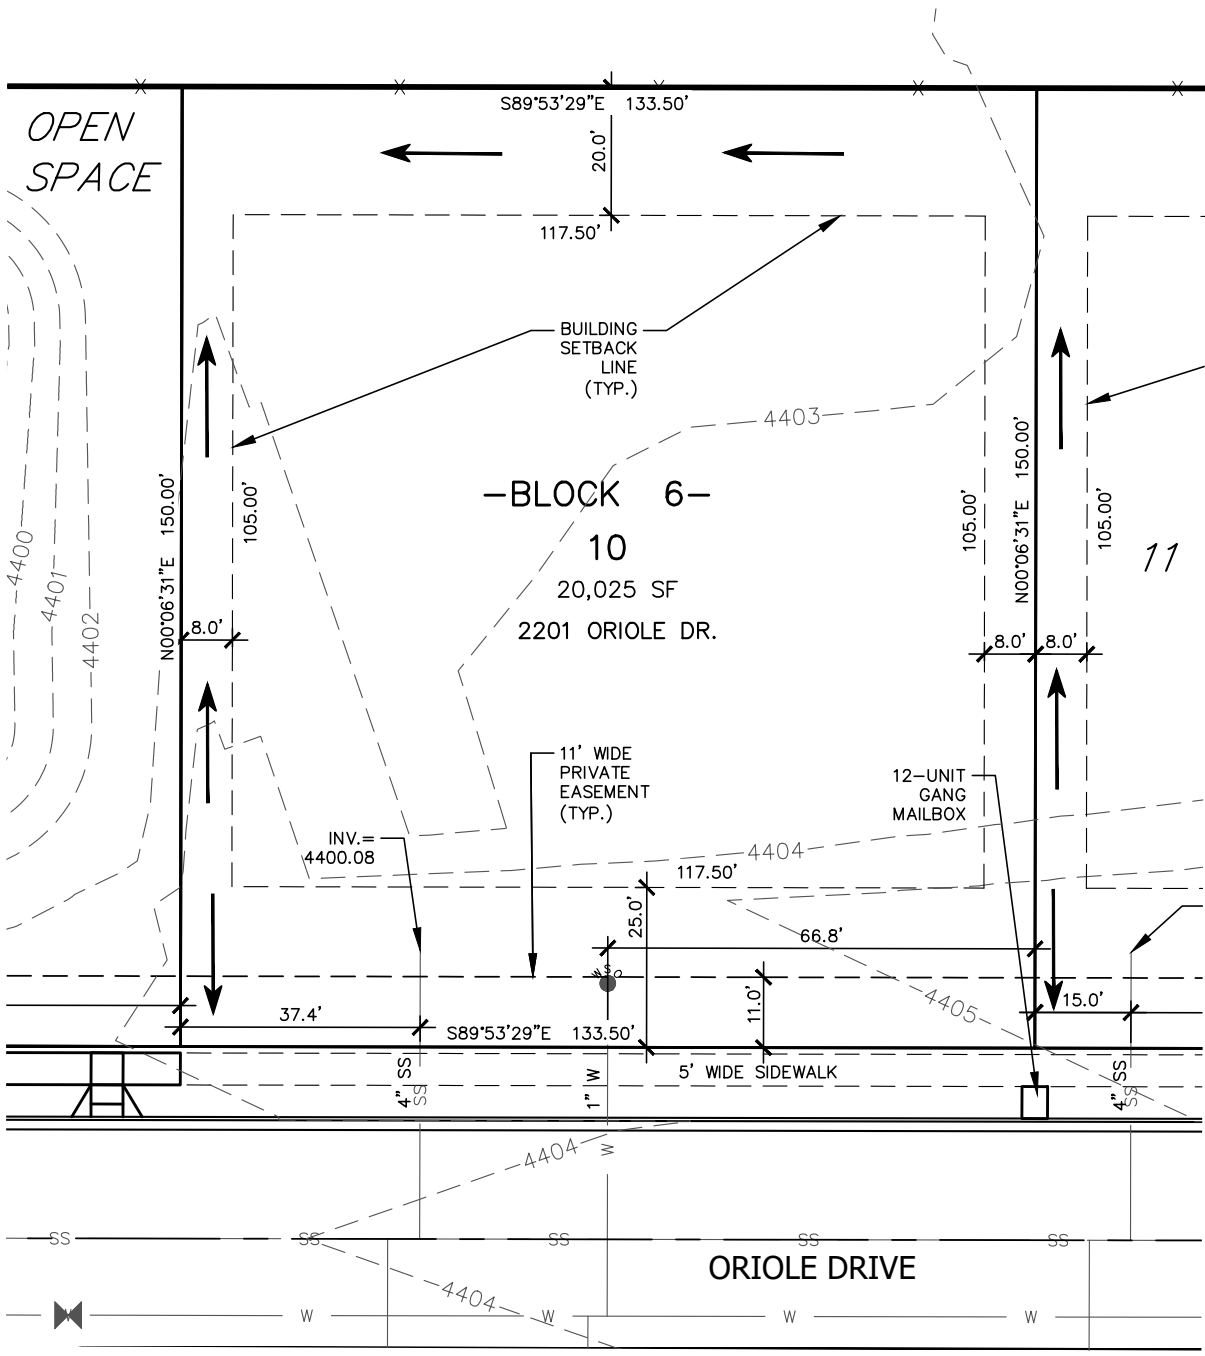 OPEN
SPACE
S89°53'29"E 133.50'
20.0'
117.50'
BUILDING
SETBACK
LINE
(TYP.)
4403
N00°06'31"E 150.00'
105.00'
-BLOCK 6-
10
20,025 SF
2201 ORIOLE DR.
105.00'
N00°06'31"E 150.00'
105.00'
11
4400
4401
4402
8.0'
8.0'
8.0'
11' WIDE
PRIVATE
EASEMENT
(TYP.)
12-UNIT
GANG
MAILBOX
INV.=
4400.08
4404
117.50'
25.0'
66.8'
WSO
11.0'
4405
15.0'
37.4'
S89°53'29"E 133.50'
5' WIDE SIDEWALK
4" SS
SS
1" W
W
4" SS
SS
4404
SS
SS
SS
SS
SS
ORIOLE DRIVE
4404
W
W
W
W
W
X
X
X
X
X